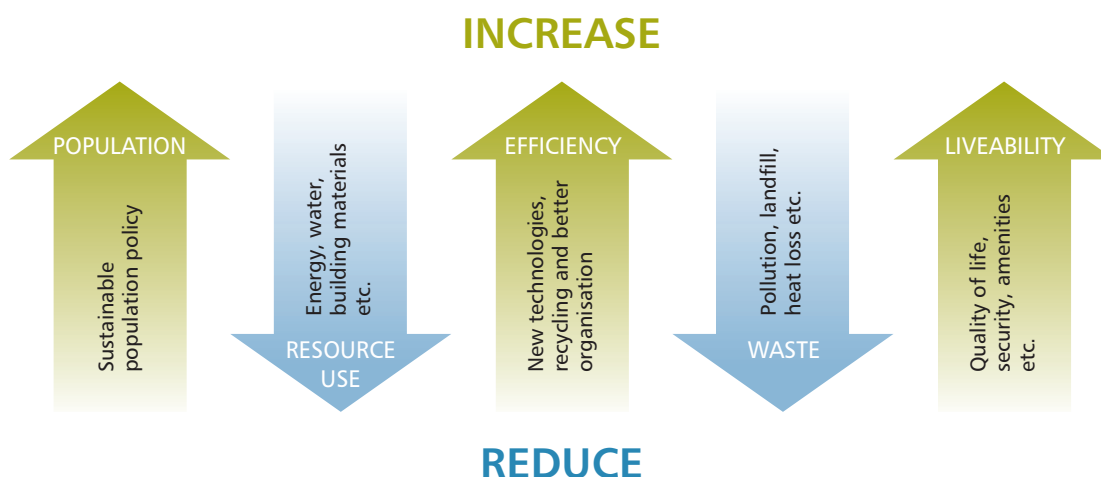 INCREASE
POPULATION
Sustainable
population policy
Energy, water,
building materials
etc.
RESOURCE
USE
EFFICIENCY
New technologies,
recycling and better
organisation
Pollution, landfill,
heat loss etc.
WASTE
LIVEABILITY
Quality of life,
security, amenities
etc.
REDUCE